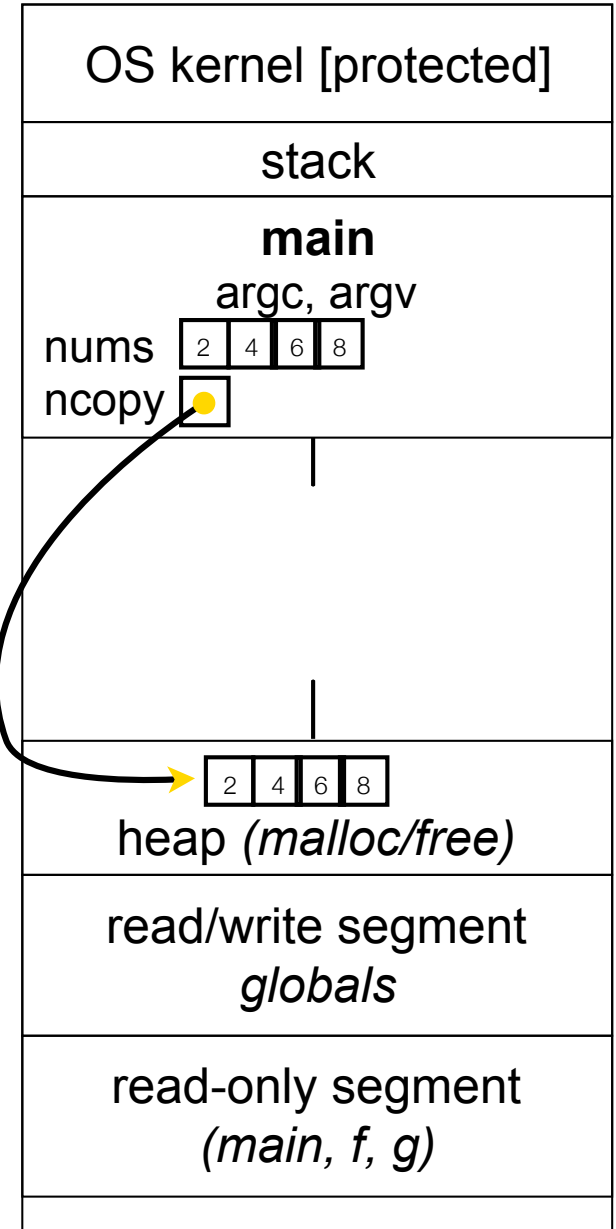 OS kernel [protected]
stack
main
argc, argv
nums 2 4 6 8
ncopy
2 4 6 8
heap (malloc/free)
read/write segment
globals
read-only segment
(main, f, g)